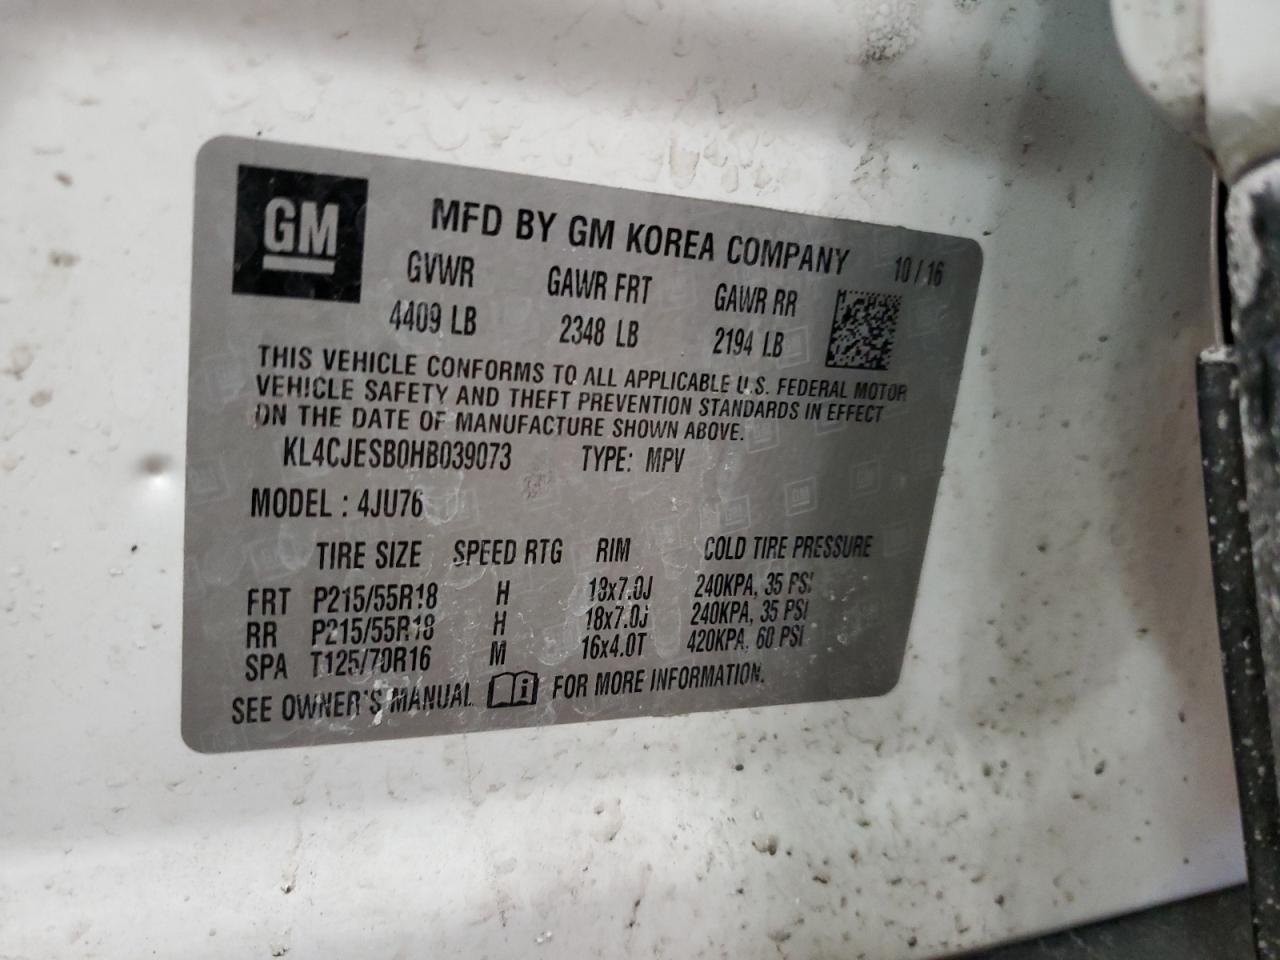 GM
MFD BY GM KOREA COMPANY 10 / 16
GVWR GAWR FRT GAWR RR
4409 LB 2348 LB 2194 LB
THIS VEHICLE CONFORMS TO ALL APPLICABLE U.S. FEDERAL MOTOR
VEHICLE SAFETY AND THEFT PREVENTION STANDARDS IN EFFECT
ON THE DATE OF MANUFACTURE SHOWN ABOVE.
KL4CJESB0HB039073 TYPE: MPV
MODEL : 4JU76
TIRE SIZE SPEED RTG RIM COLD TIRE PRESSURE
FRT P215/55R18 H 18x7.0J 240KPA, 35 PSI
RR P215/55R18 H 18x7.0J 240KPA, 35 PSI
SPA T125/70R16 M 16x4.0T 420KPA, 60 PSI
SEE OWNER'S MANUAL FOR MORE INFORMATION.